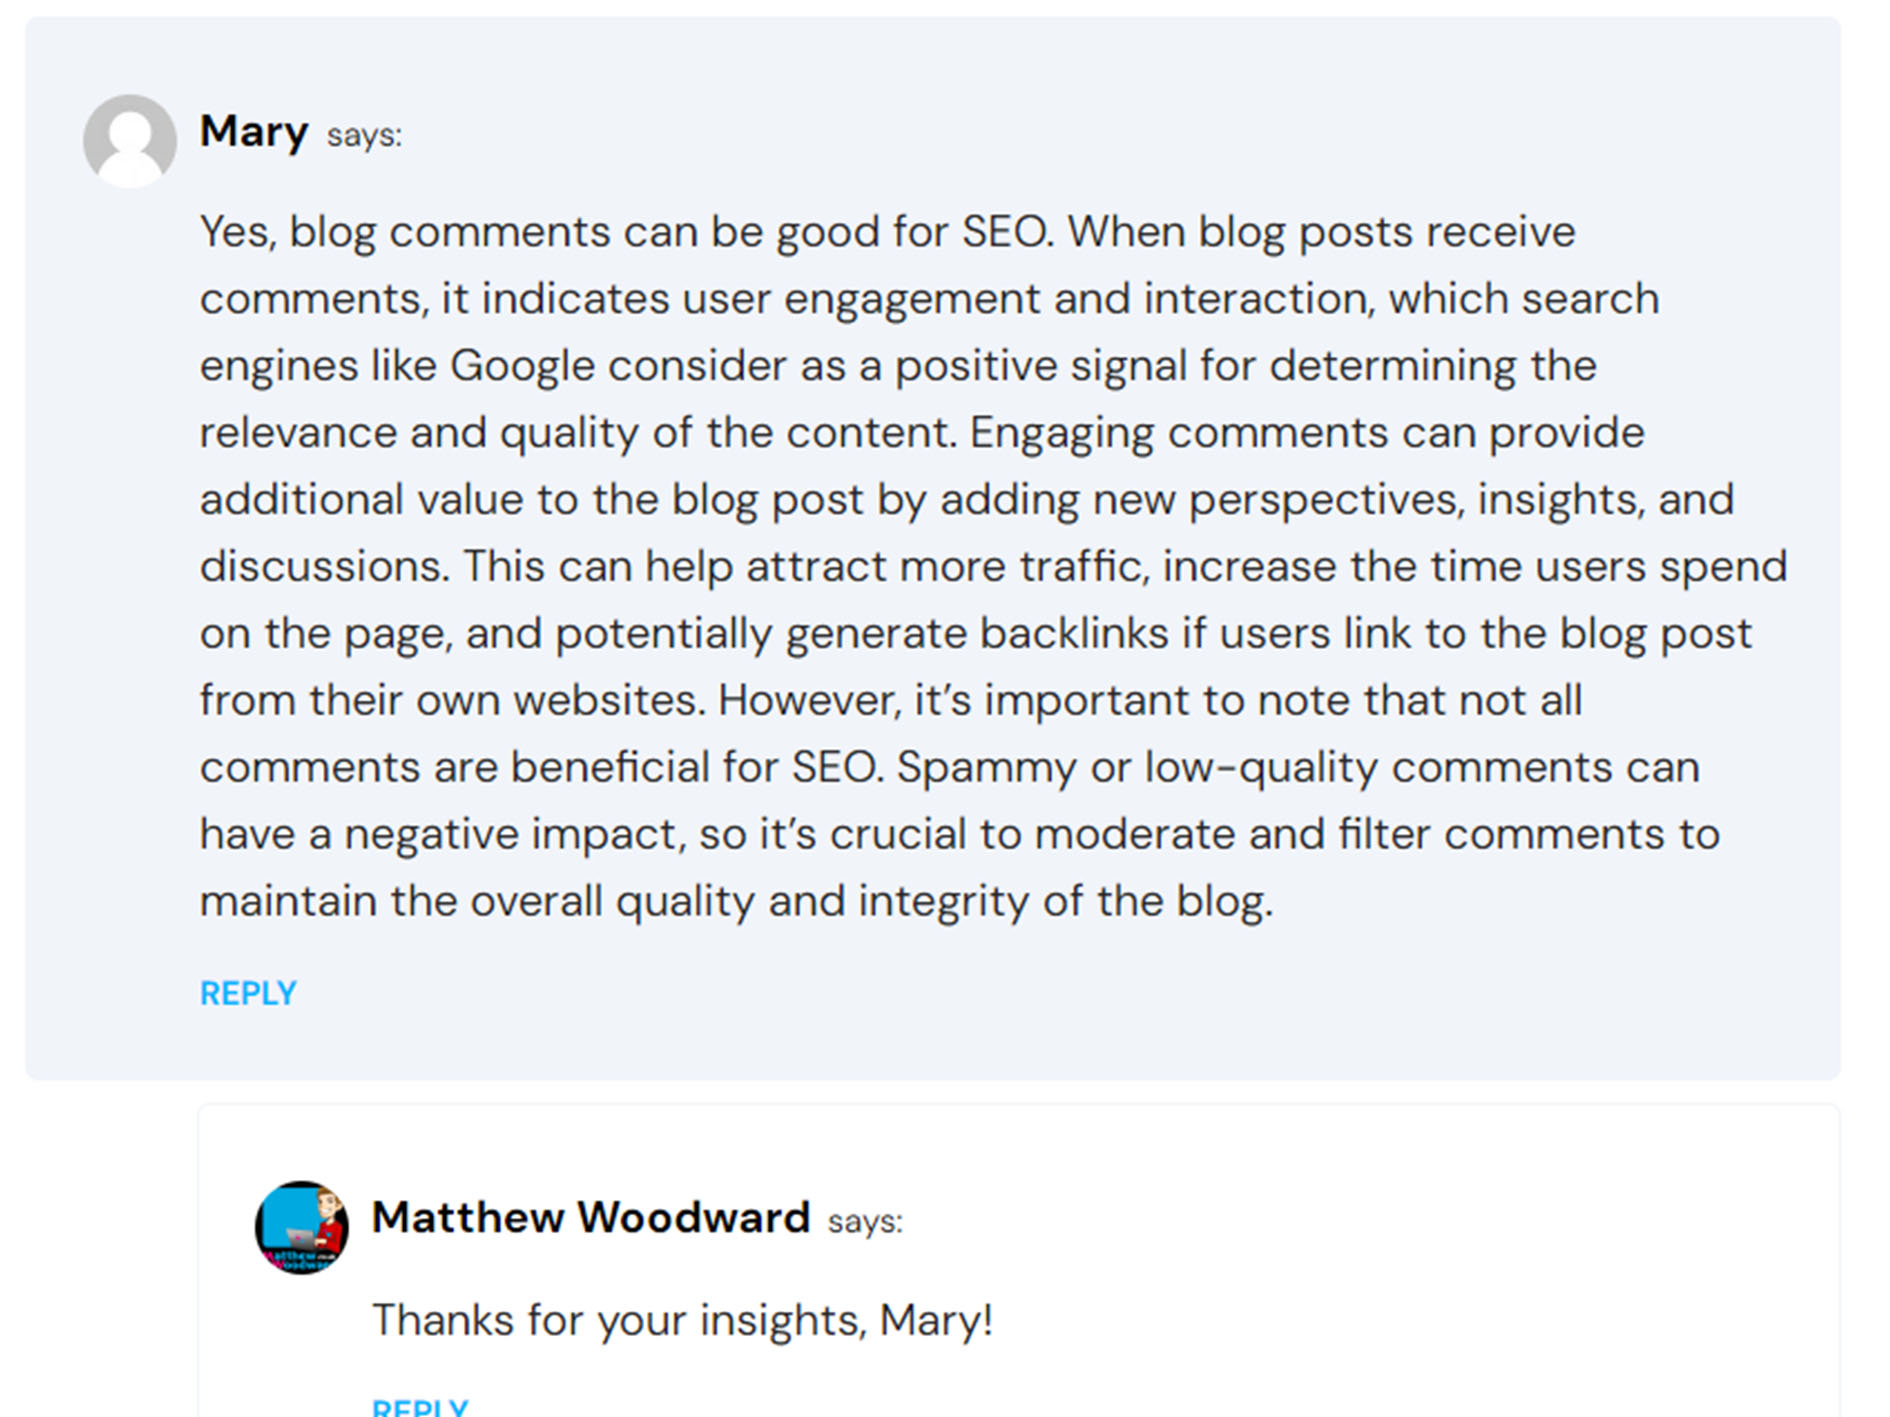 Mary says:
Yes, blog comments can be good for SEO. When blog posts receive
comments, it indicates user engagement and interaction, which search
engines like Google consider as a positive signal for determining the
relevance and quality of the content. Engaging comments can provide
additional value to the blog post by adding new perspectives, insights, and
discussions. This can help attract more traffic, increase the time users spend
on the page, and potentially generate backlinks if users link to the blog post
from their own websites. However, it’s important to note that not all
comments are beneficial for SEO. Spammy or low-quality comments can
have a negative impact, so it’s crucial to moderate and filter comments to
maintain the overall quality and integrity of the blog.
REPLY
Matthew Woodward says:
Thanks for your insights, Mary!
REPLY